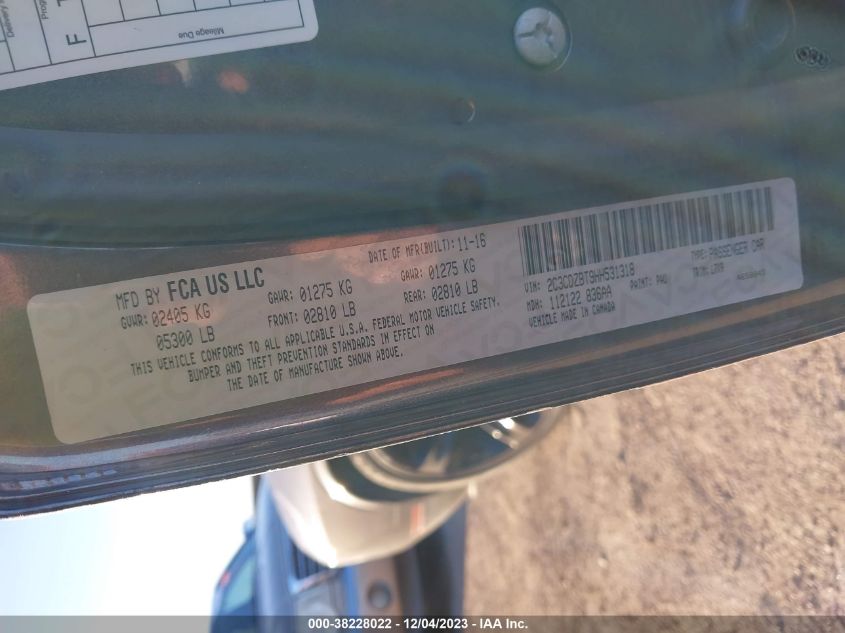 Mileage Due
MFD BY FCA US LLC
DATE OF MFR(BUILT): 11-16
GVWR: 02405 KG
GAWR: 01275 KG
GAWR: 01275 KG
05300 LB
FRONT: 02810 LB
REAR: 02810 LB
THIS VEHICLE CONFORMS TO ALL APPLICABLE U.S.A. FEDERAL MOTOR VEHICLE SAFETY,
BUMPER AND THEFT PREVENTION STANDARDS IN EFFECT ON
THE DATE OF MANUFACTURE SHOWN ABOVE.
VIN: 2C3CDZBT9HH531318
TYPE: PASSENGER CAR
MDH: 112122 836AA
PAINT: PAU
TRIM:
VEHICLE MADE IN CANADA
000-38228022 - 12/04/2023 - IAA Inc.